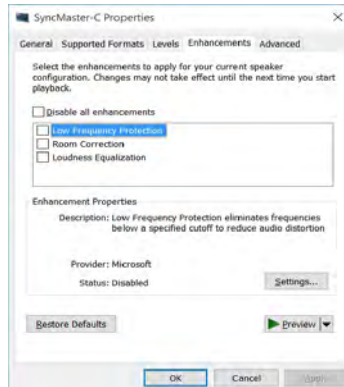 SyncMaster-C Properties
General Supported Formats Levels Enhancements Advanced
Select the enhancements to apply for your current speaker
configuration. Changes may not take effect until the next time you start
playback.
Disable all enhancements
Low Frequency Protection
Room Correction
Loudness Equalization
Enhancement Properties
Description: Low Frequency Protection eliminates frequencies
below a specified cutoff to reduce audio distortion
Provider: Microsoft
Status: Disabled
Settings...
Restore Defaults
Preview
OK Cancel Apply